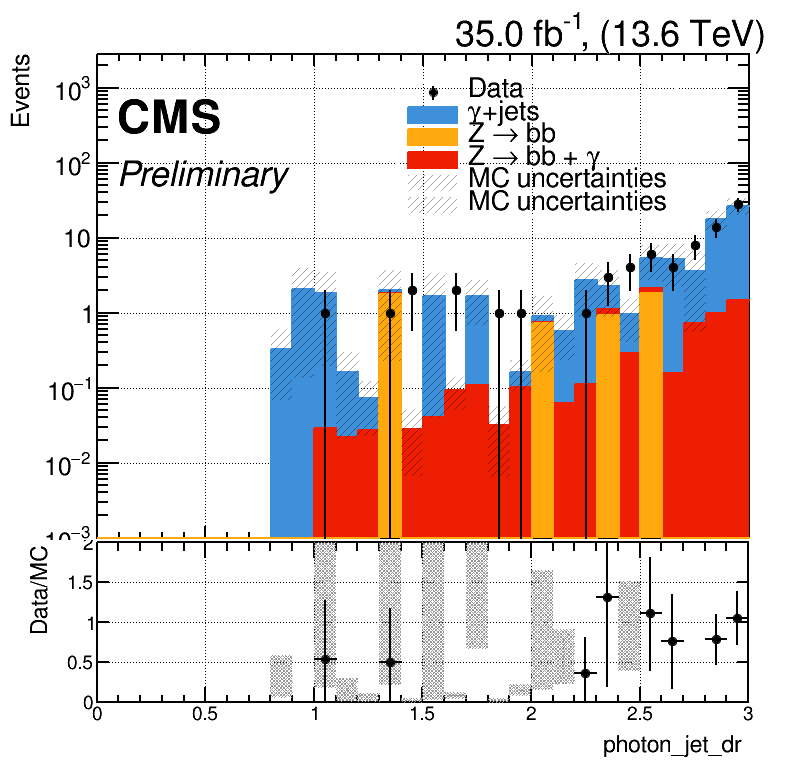 35.0 fb⁻¹, (13.6 TeV)
Events
10³
10²
10
1
10⁻¹
10⁻²
10⁻³
CMS
Preliminary
Data
γ+jets
Z → bb
Z → bb + γ
MC uncertainties
MC uncertainties
Data/MC
2
1.5
1
0.5
0
0 0.5 1 1.5 2 2.5 3
photon_jet_dr